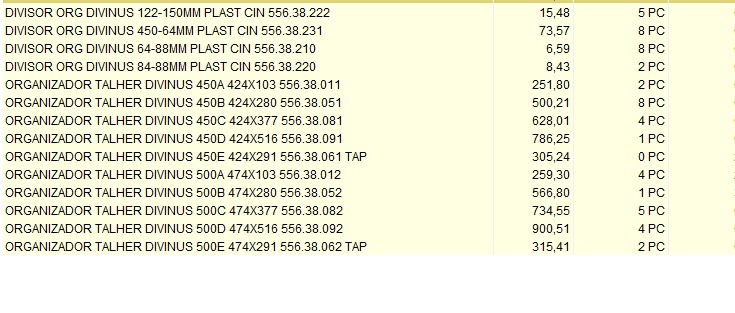 DIVISOR ORG DIVINUS 122-150MM PLAST CIN 556.38.222 15,48 5 PC
DIVISOR ORG DIVINUS 450-64MM PLAST CIN 556.38.231 73,57 8 PC
DIVISOR ORG DIVINUS 64-88MM PLAST CIN 556.38.210 6,59 8 PC
DIVISOR ORG DIVINUS 84-88MM PLAST CIN 556.38.220 8,43 2 PC
ORGANIZADOR TALHER DIVINUS 450A 424X103 556.38.011 251,80 2 PC
ORGANIZADOR TALHER DIVINUS 450B 424X280 556.38.051 500,21 8 PC
ORGANIZADOR TALHER DIVINUS 450C 424X377 556.38.081 628,01 4 PC
ORGANIZADOR TALHER DIVINUS 450D 424X516 556.38.091 786,25 1 PC
ORGANIZADOR TALHER DIVINUS 450E 424X291 556.38.061 TAP 305,24 0 PC
ORGANIZADOR TALHER DIVINUS 500A 474X103 556.38.012 259,30 4 PC
ORGANIZADOR TALHER DIVINUS 500B 474X280 556.38.052 566,80 1 PC
ORGANIZADOR TALHER DIVINUS 500C 474X377 556.38.082 734,55 5 PC
ORGANIZADOR TALHER DIVINUS 500D 474X516 556.38.092 900,51 4 PC
ORGANIZADOR TALHER DIVINUS 500E 474X291 556.38.062 TAP 315,41 2 PC